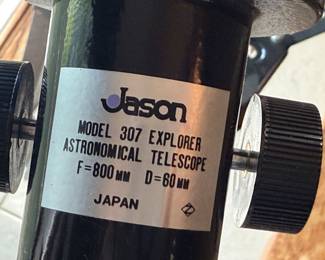 Jason
MODEL 307 EXPLORER
ASTRONOMICAL TELESCOPE
F=800MM D=60MM
JAPAN